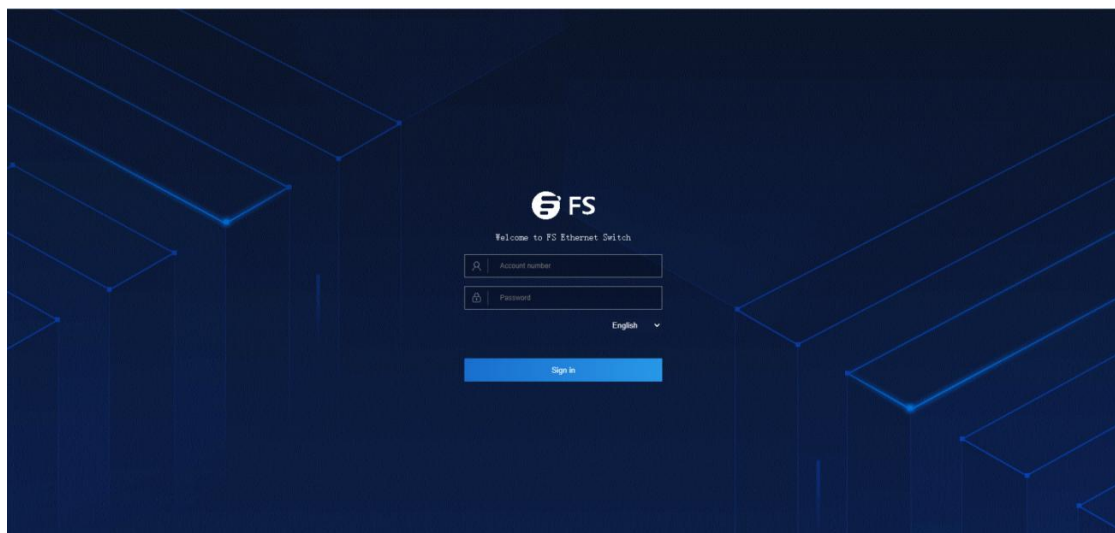 FS
Welcome to FS Ethernet Switch
Account number
Password
English
Sign in